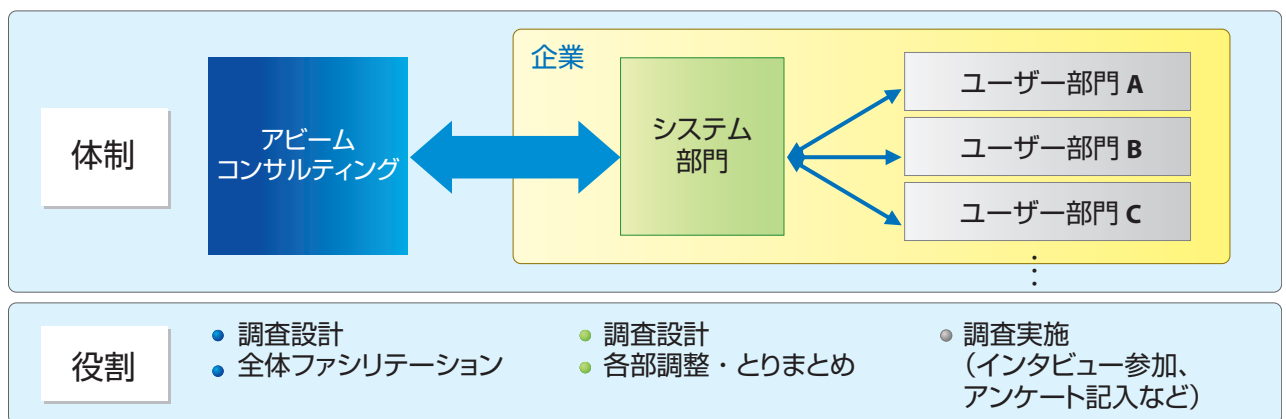 体制
アビーム
コンサルティング
企業
システム
部門
ユーザー部門 A
ユーザー部門 B
ユーザー部門 C
⋮
役割
● 調査設計
● 全体ファシリテーション
● 調査設計
● 各部調整・とりまとめ
● 調査実施
（インタビュー参加、
アンケート記入など）